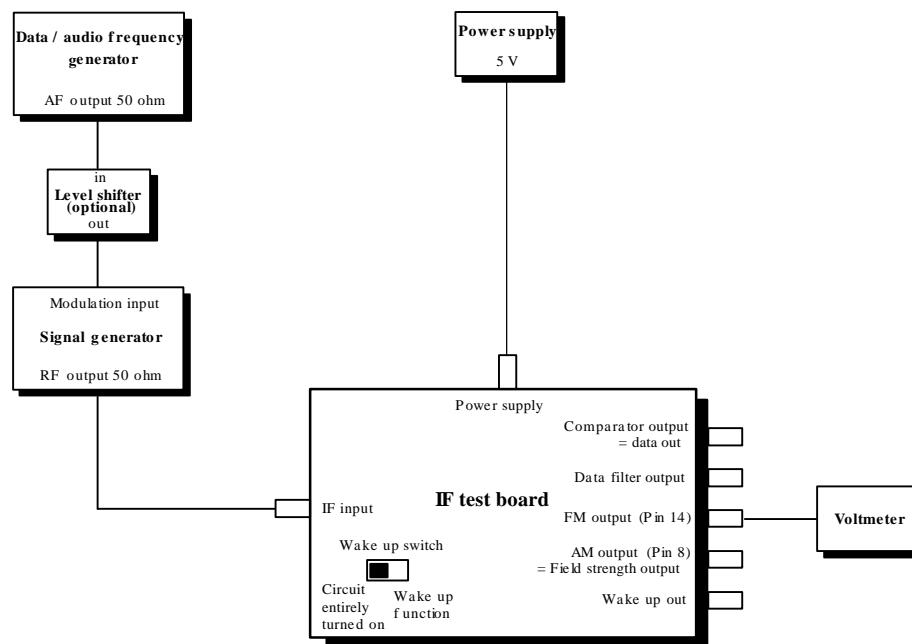 Data / audio frequency
generator
AF output 50 ohm
Power supply
5 V
in
Level shifter
(optional)
out
Modulation input
Signal generator
RF output 50 ohm
Power supply
Comparator output
= data out
Data filter output
IF test board
IF input
FM output (Pin 14)
Voltmeter
Wake up switch
AM output (Pin 8)
= Field strength output
Circuit
entirely
turned on
Wake up
function
Wake up out